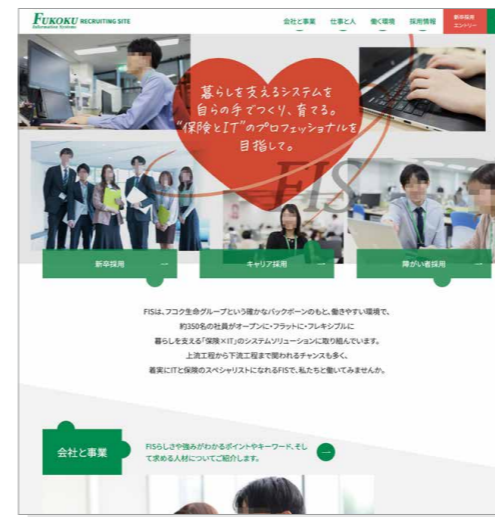 FUKOKU RECRUITING SITE
Information Systems
会社と事業 仕事と人 働く環境 採用情報 新卒採用
エントリー
暮らしを支えるシステムを
自らの手でつくり、育てる。
“保険とIT”のプロフェッショナルを
目指して。
FIS
新卒採用
キャリア採用
障がい者採用
FISは、フコク生命グループという確かなバックボーンのもと、働きやすい環境で、
約350名の社員がオープンに・フラットに・フレキシブルに
暮らしを支える「保険×IT」のシステムソリューションに取り組んでいます。
上流工程から下流工程まで関われるチャンスも多く、
着実にITと保険のスペシャリストになれるFISで、私たちと働いてみませんか。
会社と事業
FISらしさや強みがわかるポイントやキーワード、そし
て求める人材についてご紹介します。